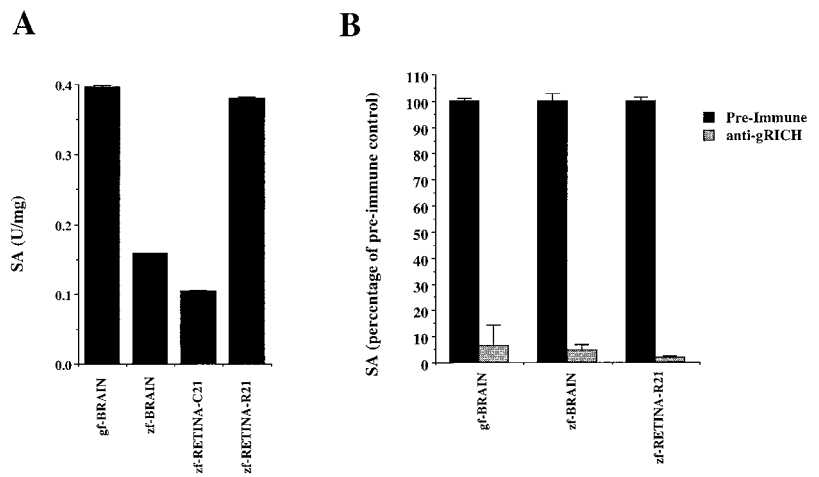 A
SA (U/mg)
0.4
0.3
0.2
0.1
0.0
gf-BRAIN
zf-BRAIN
zf-RETINA-C21
zf-RETINA-R21
B
SA (percentage of pre-immune control)
110
100
90
80
70
60
50
40
30
20
10
0
gf-BRAIN
zf-BRAIN
zf-RETINA-R21
Pre-Immune
anti-gRICH